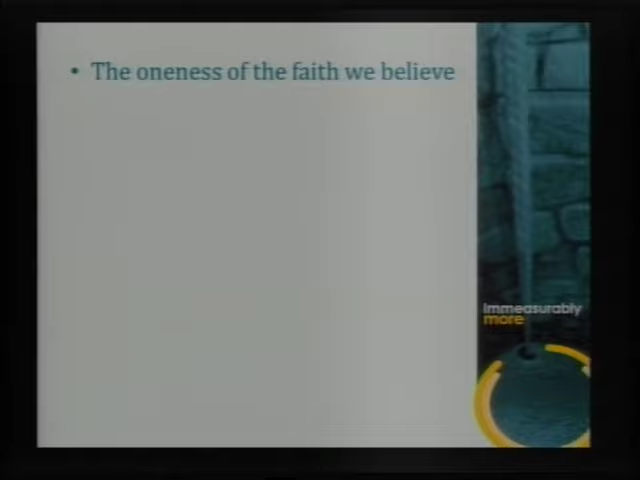 • The oneness of the faith we believe
immeasurably
more